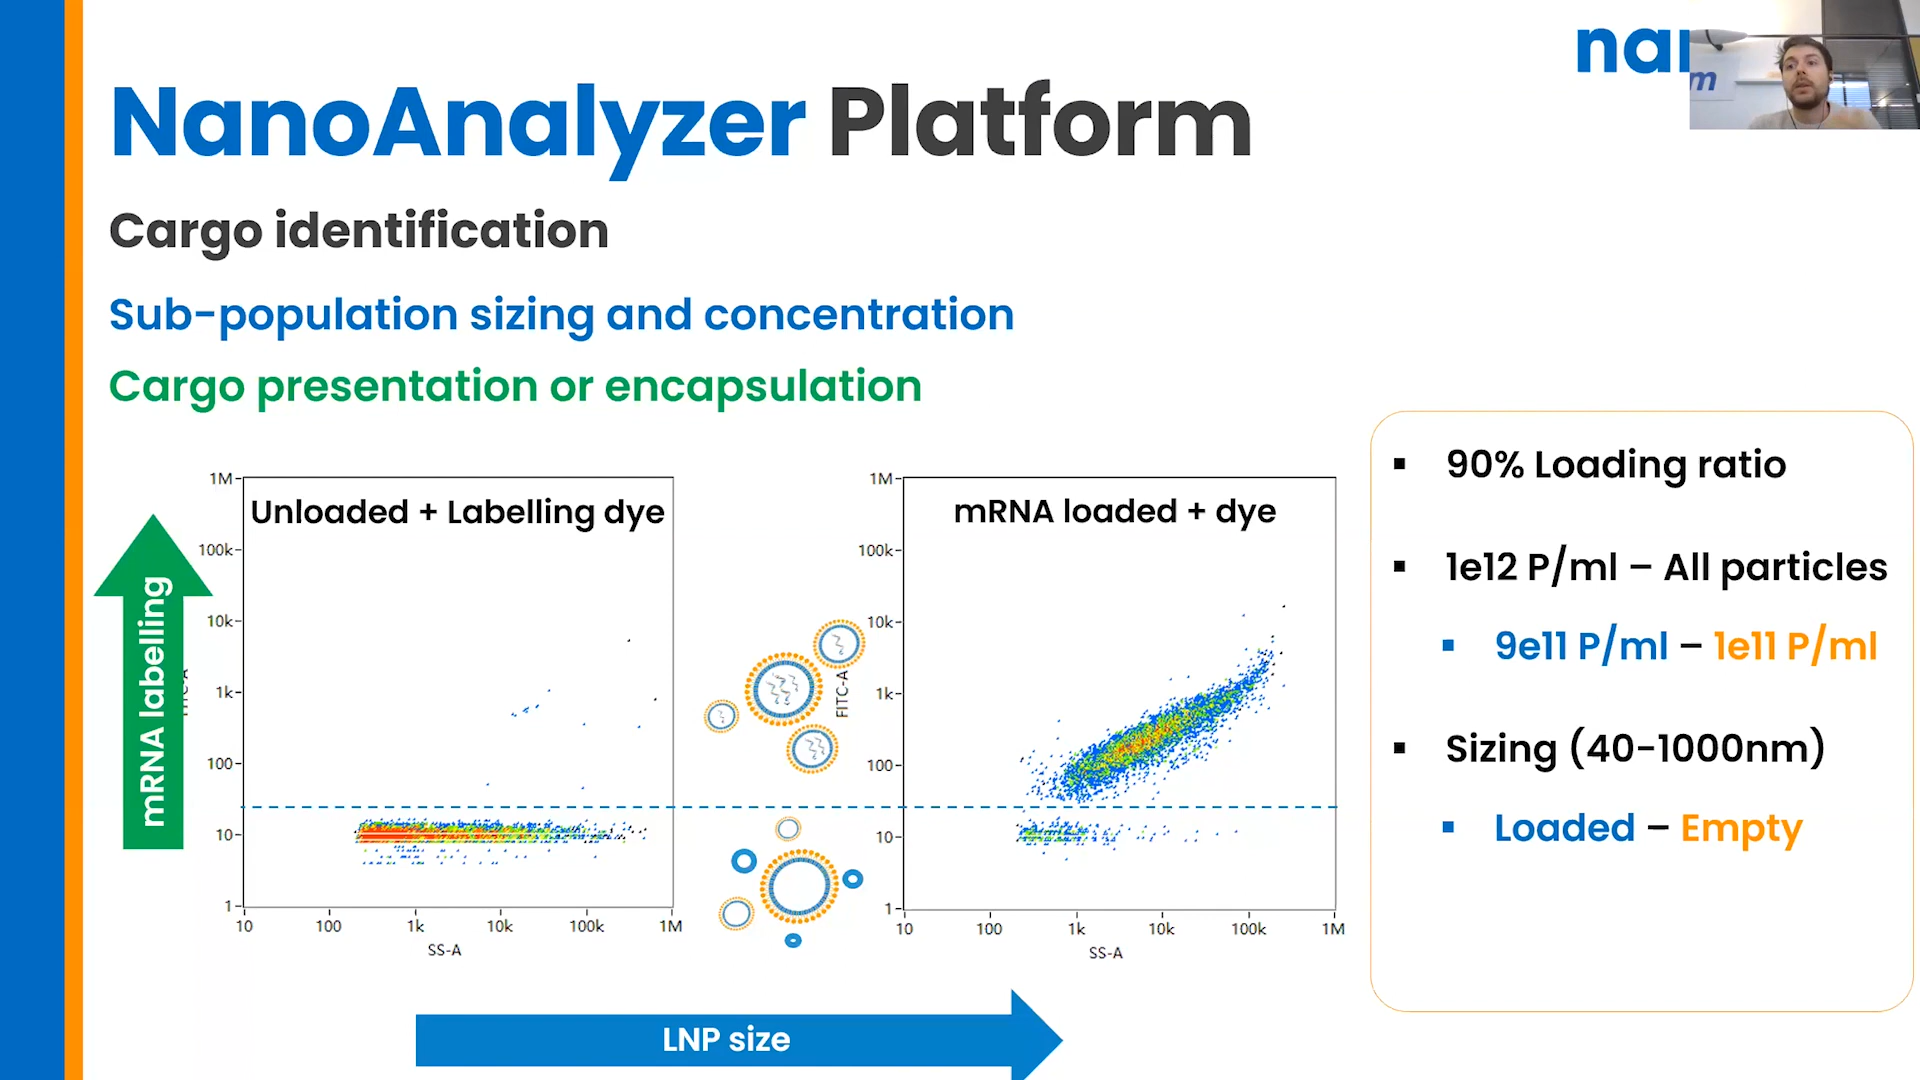 nan
m
NanoAnalyzer Platform
Cargo identification
Sub-population sizing and concentration
Cargo presentation or encapsulation
mRNA labelling
Unloaded + Labelling dye
1M
100k
10k
1k
100
10
1
10 100 1k 10k 100k 1M
SS-A
mRNA loaded + dye
FITC-A
1M
100k
10k
1k
100
10
1
10 100 1k 10k 100k 1M
SS-A
LNP size
▪ 90% Loading ratio
▪ 1e12 P/ml – All particles
▪ 9e11 P/ml – 1e11 P/ml
▪ Sizing (40-1000nm)
▪ Loaded – Empty